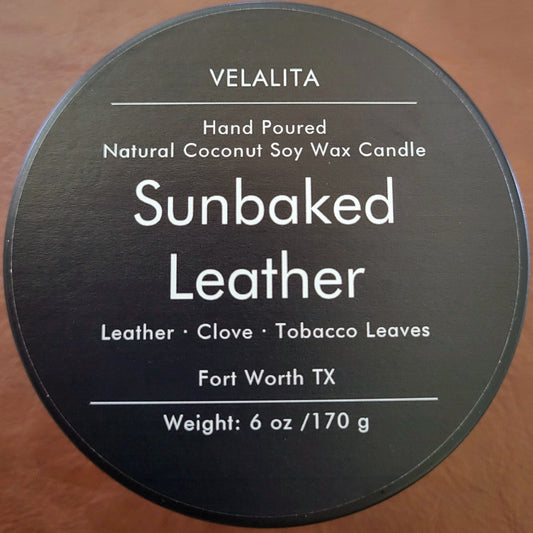 VELALITA
Hand Poured
Natural Coconut Soy Wax Candle
Sunbaked
Leather
Leather · Clove · Tobacco Leaves
Fort Worth TX
Weight: 6 oz /170 g